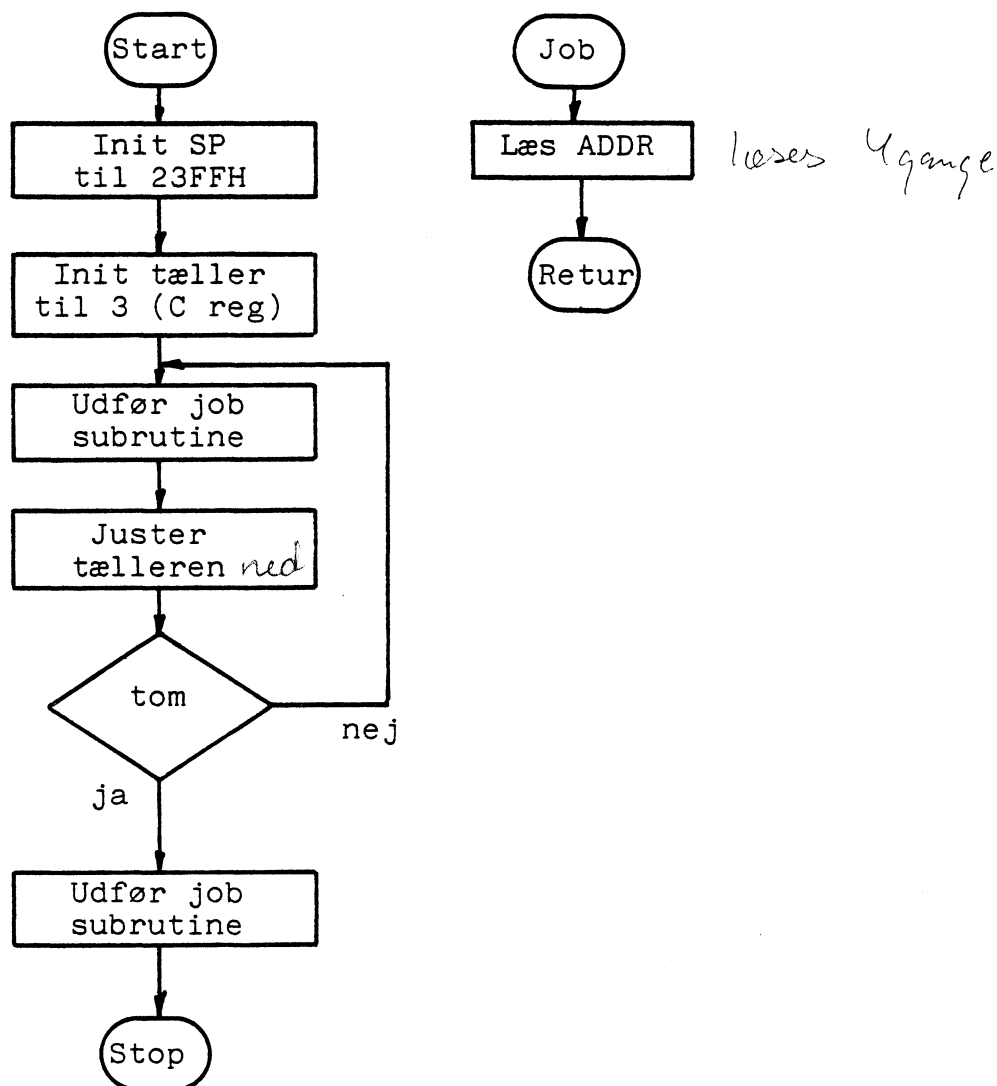 Start
Init SP
til 23FFH
Init tæller
til 3 (C reg)
Udfør job
subrutine
Juster
tælleren ned
tom
nej
ja
Udfør job
subrutine
Stop
Job
Læs ADDR
læses 4 gange
Retur